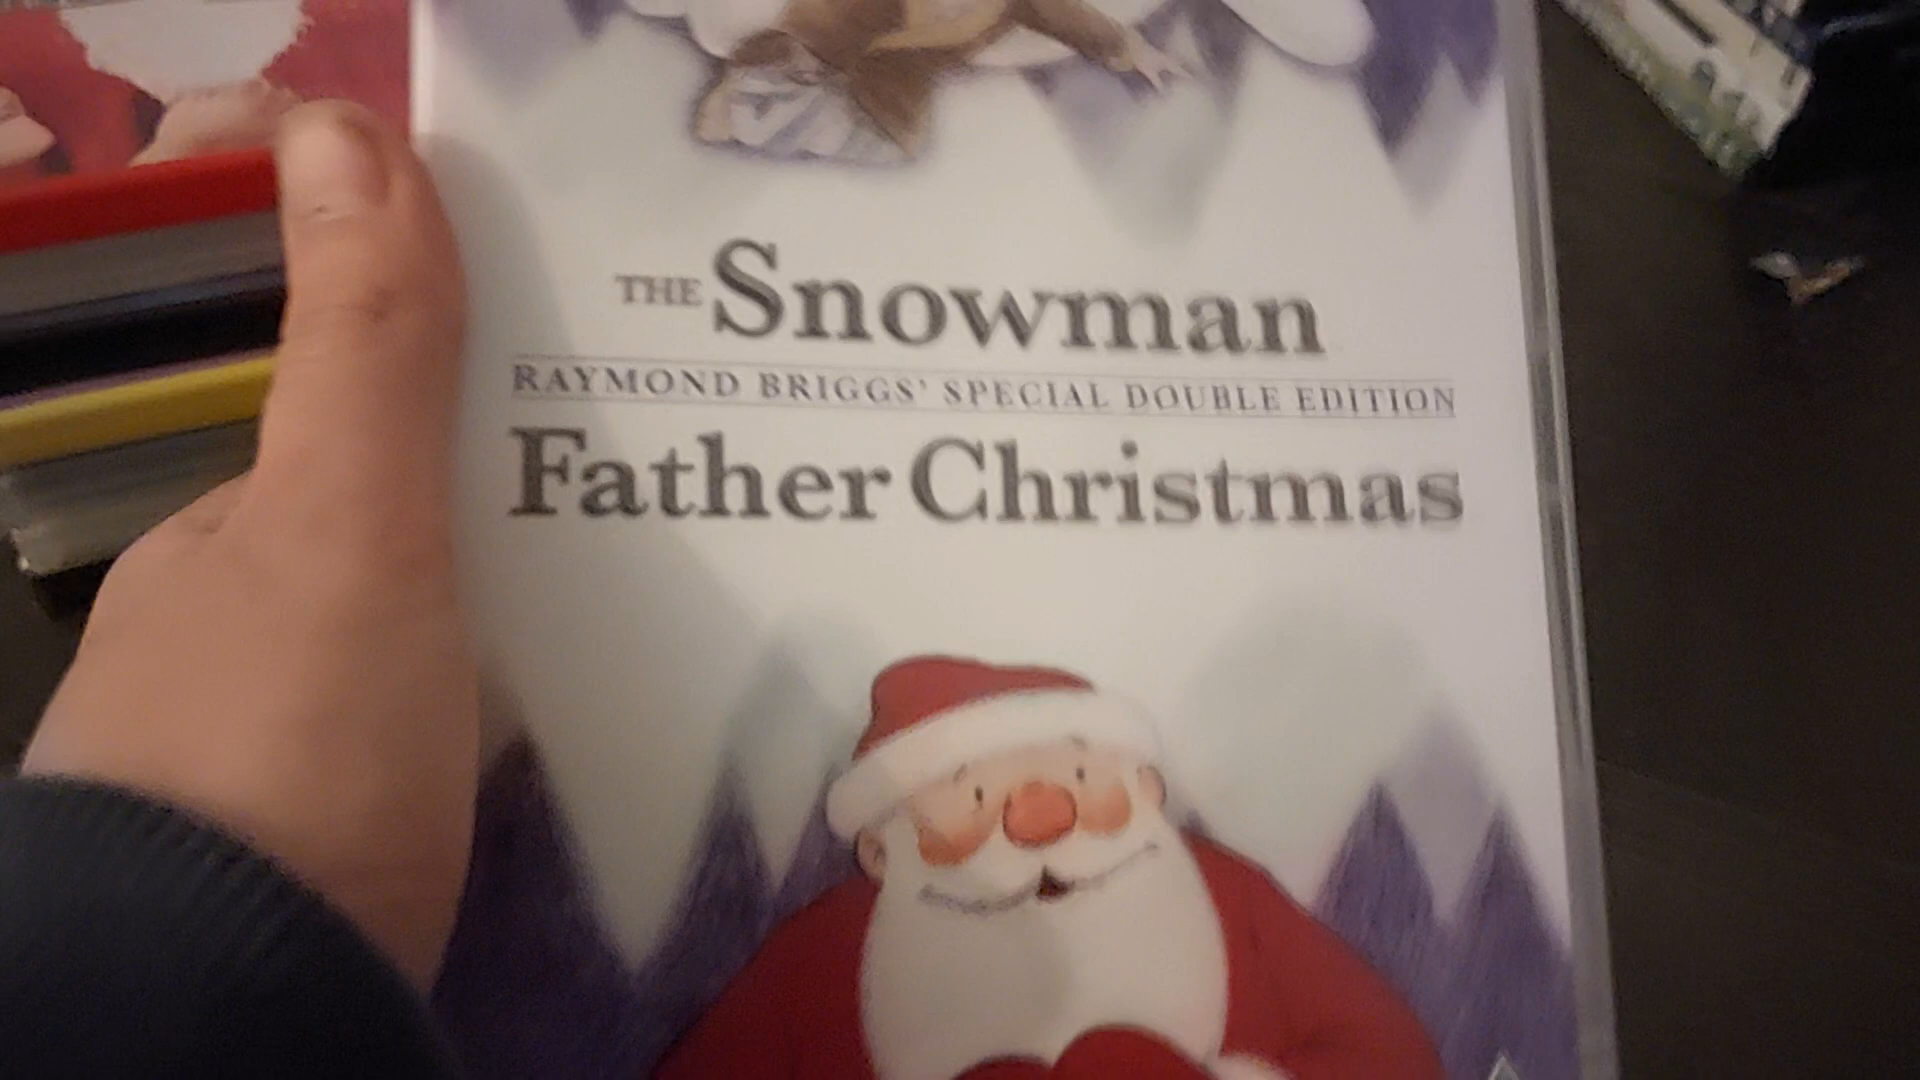 THE Snowman
RAYMOND BRIGGS' SPECIAL DOUBLE EDITION
Father Christmas